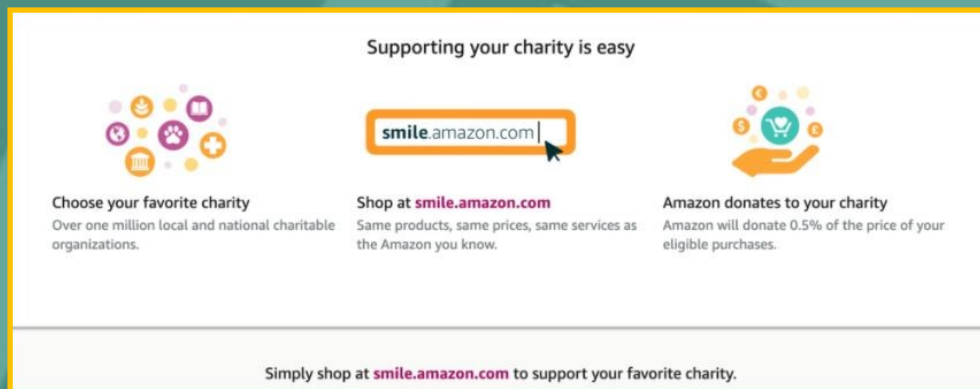 Supporting your charity is easy
smile.amazon.com
Choose your favorite charity
Over one million local and national charitable
organizations.
Shop at smile.amazon.com
Same products, same prices, same services as
the Amazon you know.
Amazon donates to your charity
Amazon will donate 0.5% of the price of your
eligible purchases.
Simply shop at smile.amazon.com to support your favorite charity.